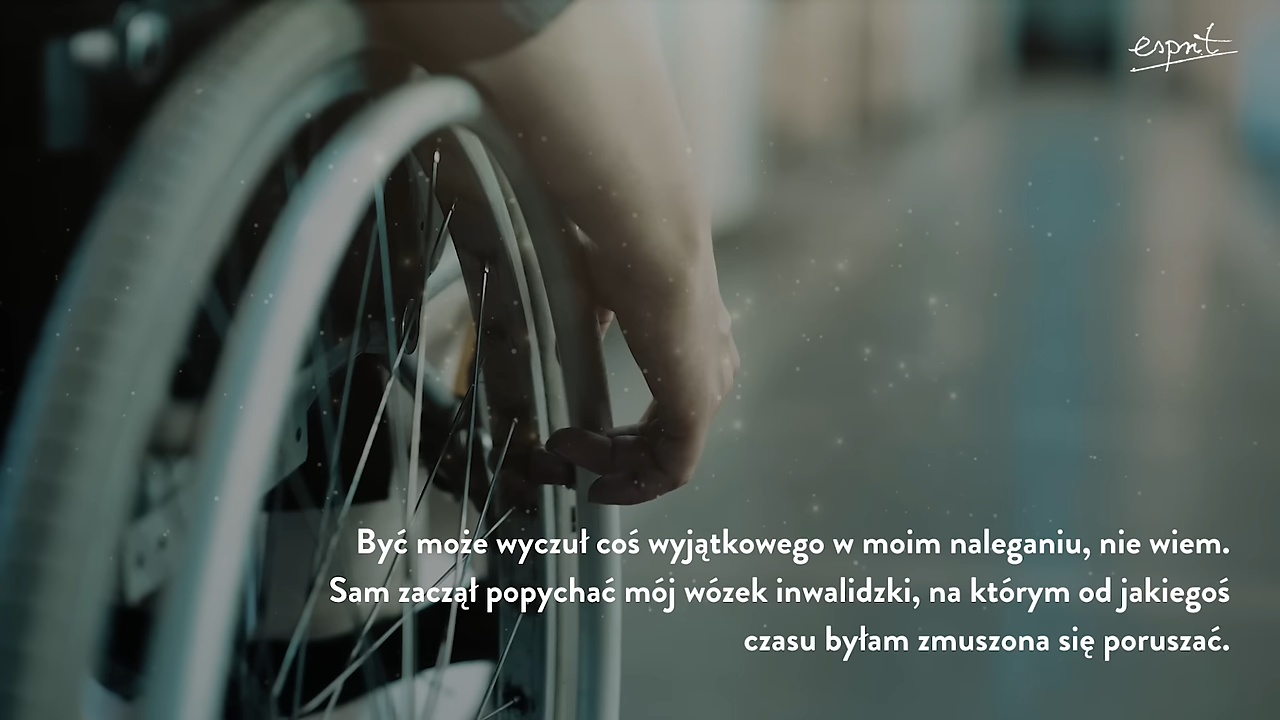 esprit
Być może wyczuł coś wyjątkowego w moim naleganiu, nie wiem.
Sam zaczął popychać mój wózek inwalidzki, na którym od jakiegoś
czasu byłam zmuszona się poruszać.